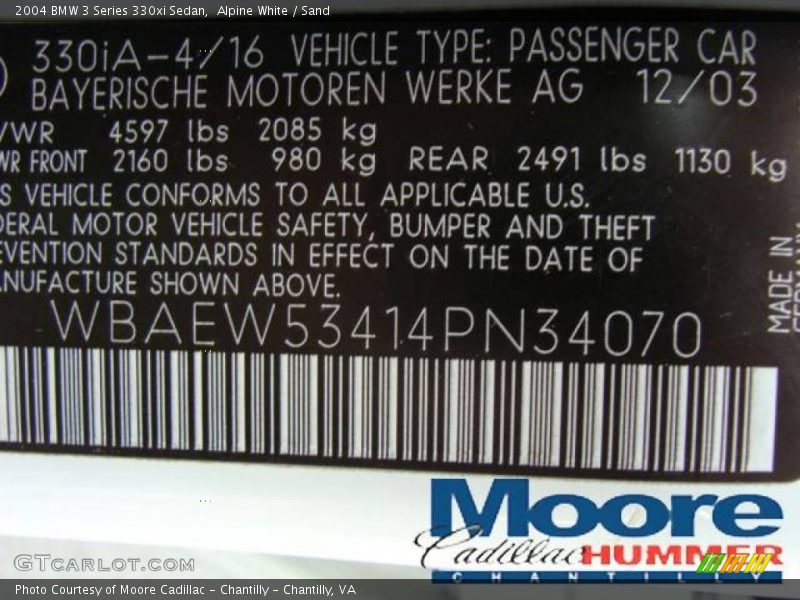 2004 BMW 3 Series 330xi Sedan,  Alpine White / Sand
330iA-4/16 VEHICLE TYPE: PASSENGER CAR
BAYERISCHE MOTOREN WERKE AG 12/03
VWR 4597 lbs 2085 kg
WR FRONT 2160 lbs 980 kg REAR 2491 lbs 1130 kg
S VEHICLE CONFORMS TO ALL APPLICABLE U.S.
DERAL MOTOR VEHICLE SAFETY, BUMPER AND THEFT
EVENTION STANDARDS IN EFFECT ON THE DATE OF
NUFACTURE SHOWN ABOVE.
MADE IN
GERMANY
WBAEW53414PN34070
Moore
Cadillac HUMMER
CHANTILLY
GTCARLOT.COM
Photo Courtesy of Moore Cadillac - Chantilly - Chantilly, VA